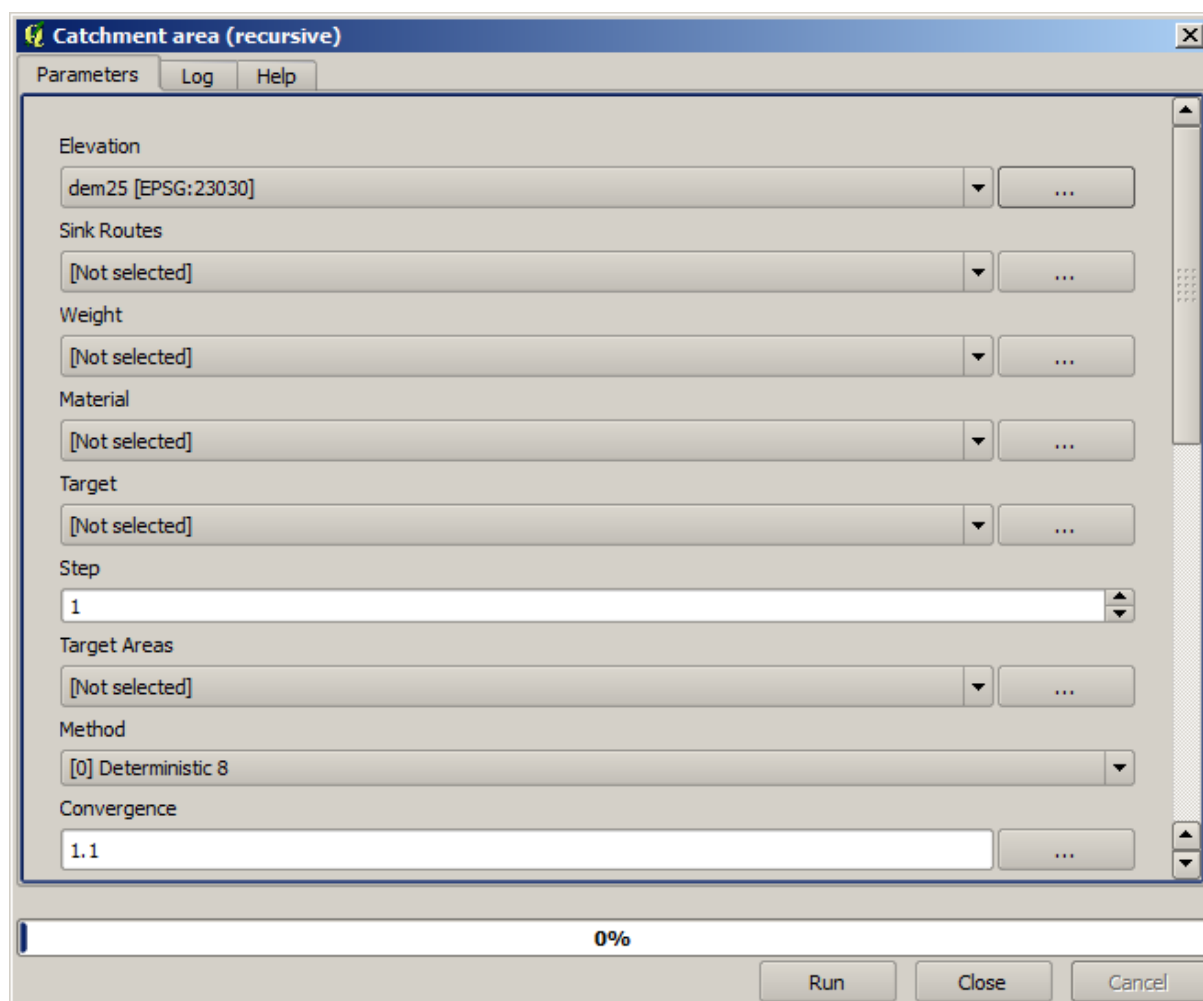 Catchment area (recursive)
Parameters Log Help
Elevation
dem25 [EPSG:23030]
...
Sink Routes
[Not selected]
...
Weight
[Not selected]
...
Material
[Not selected]
...
Target
[Not selected]
...
Step
1
Target Areas
[Not selected]
...
Method
[0] Deterministic 8
Convergence
1.1
...
0%
Run Close Cancel